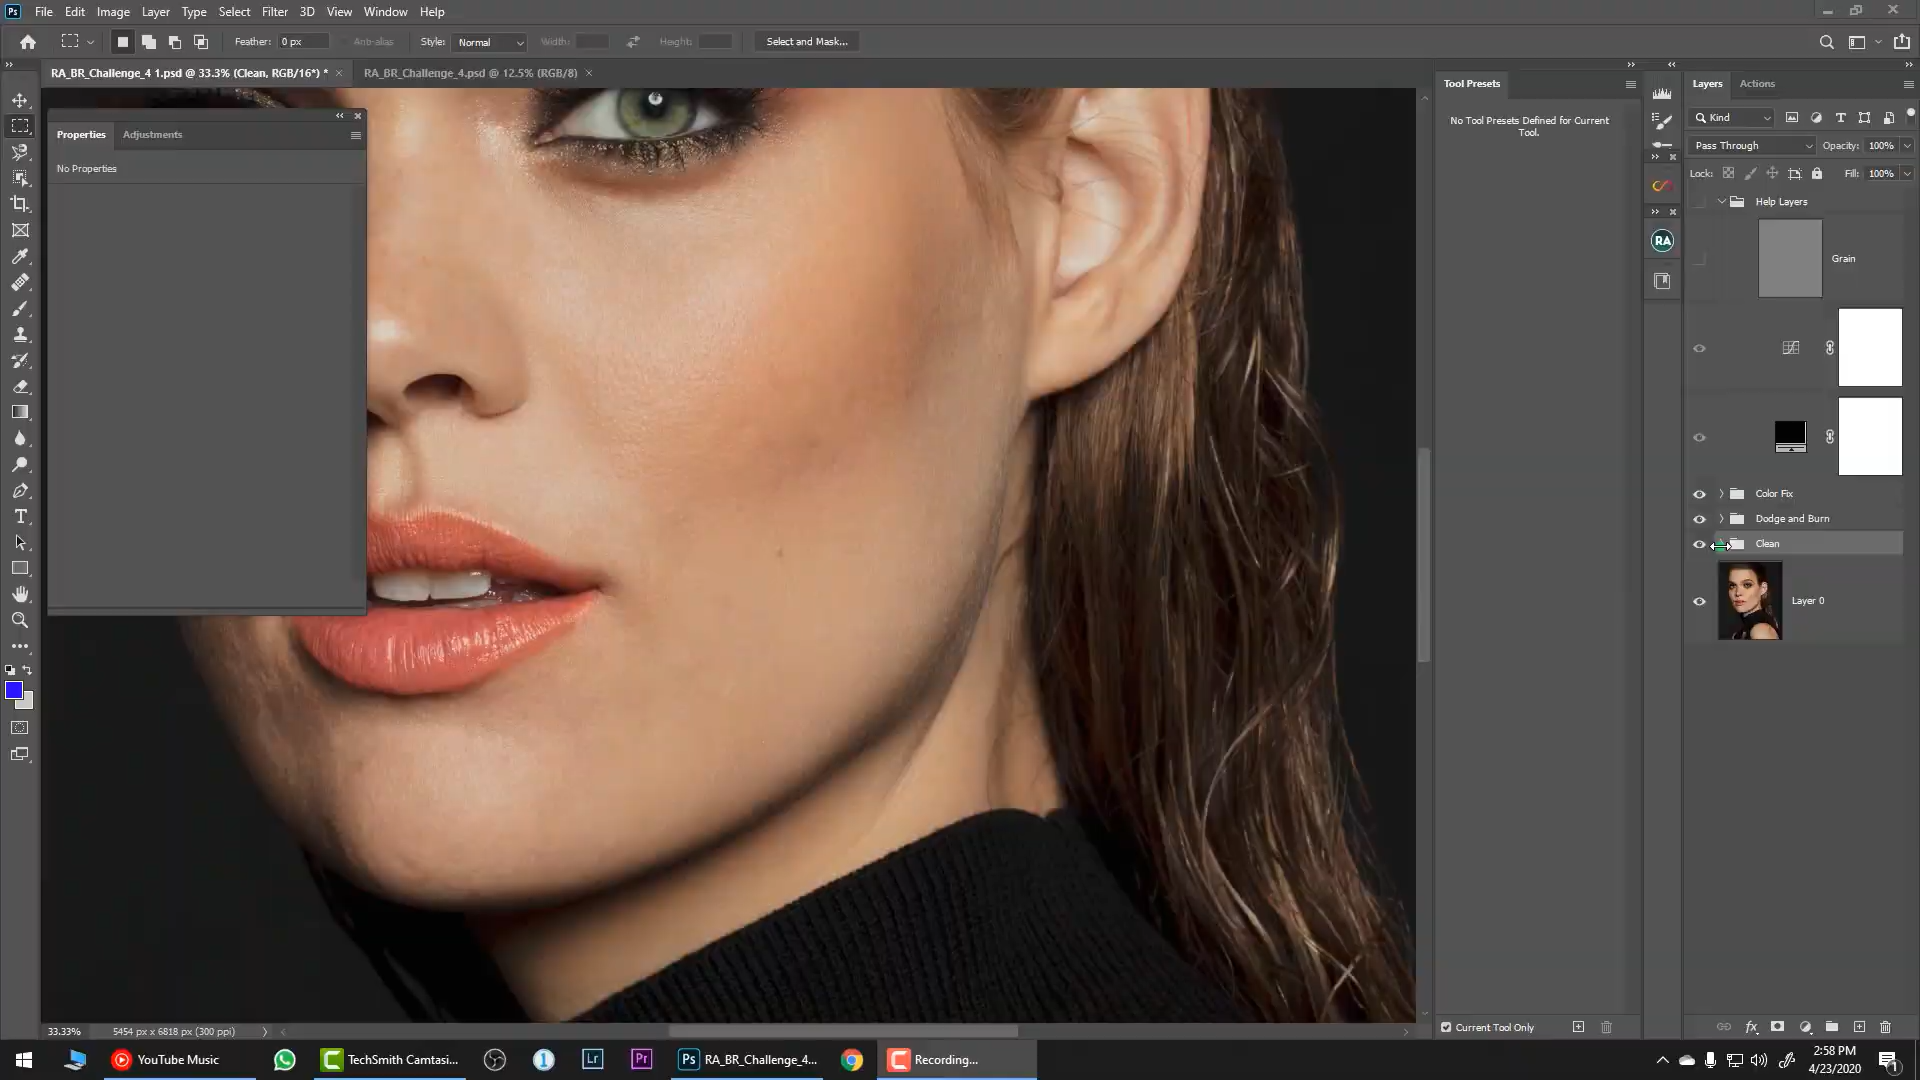 Ps File Edit Image Layer Type Select Filter 3D View Window Help
Feather: 0 px Anti-alias Style: Normal Width: Height: Select and Mask...
RA_BR_Challenge_4 1.psd @ 33.3% (Clean, RGB/16*) * RA_BR_Challenge_4.psd @ 12.5% (RGB/8)
Properties Adjustments
No Properties
Tool Presets
No Tool Presets Defined for Current
Tool.
Current Tool Only
RA
Layers Actions
Kind
Pass Through Opacity: 100%
Lock: Fill: 100%
Help Layers
Grain
Color Fix
Dodge and Burn
Clean
Layer 0
33.33% 5454 px x 6818 px (300 ppi)
YouTube Music TechSmith Camtasi... Lr Pr Ps RA_BR_Challenge_4... Recording...
2:58 PM
4/23/2020
1